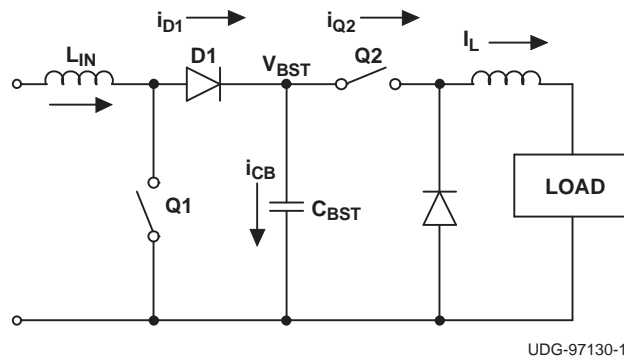 iD1
iQ2
IL
LIN
D1
VBST
Q2
iCB
Q1
CBST
LOAD
UDG-97130-1